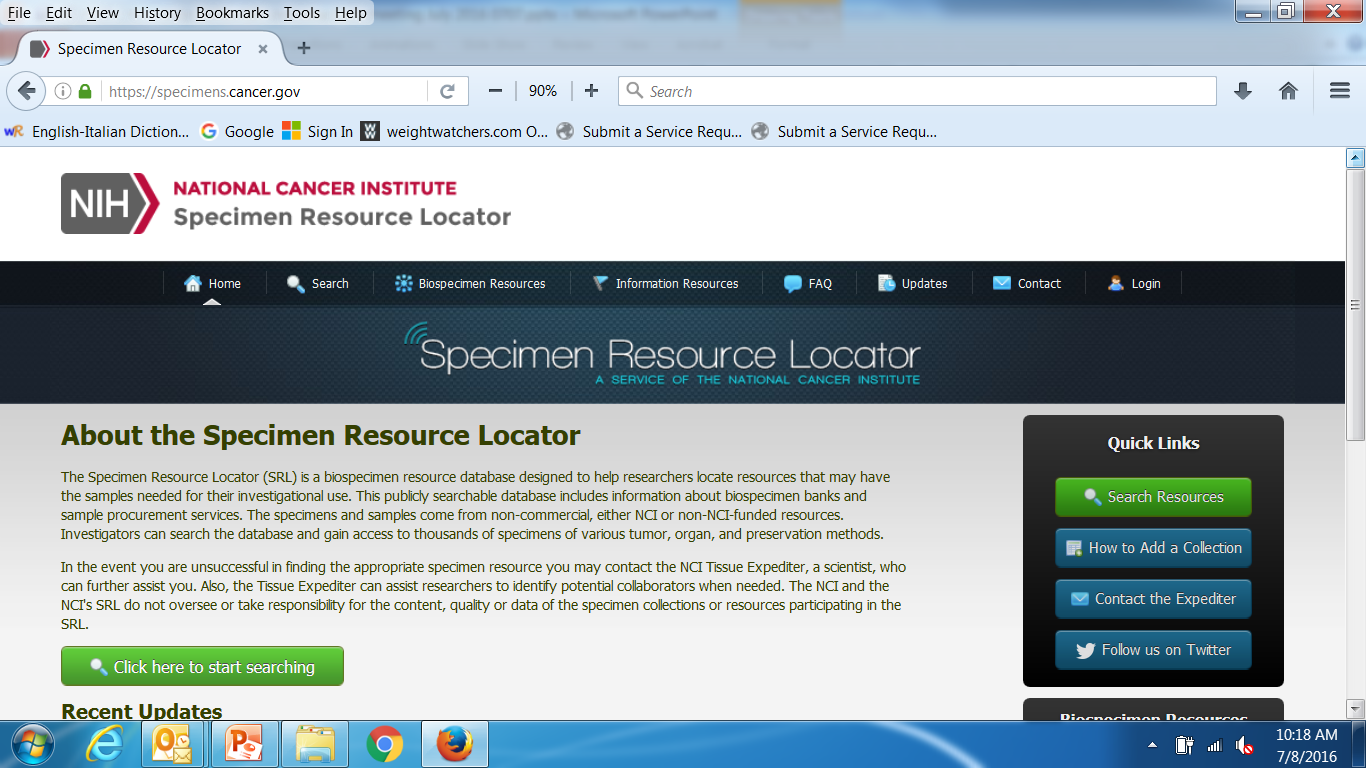 File Edit View History Bookmarks Tools Help
Specimen Resource Locator
https://specimens.cancer.gov
90%
Search
English-Italian Diction... Google Sign In weightwatchers.com O... Submit a Service Requ... Submit a Service Requ...
NIH
NATIONAL CANCER INSTITUTE
Specimen Resource Locator
Home Search Biospecimen Resources Information Resources FAQ Updates Contact Login
Specimen Resource Locator
A SERVICE OF THE NATIONAL CANCER INSTITUTE
About the Specimen Resource Locator
The Specimen Resource Locator (SRL) is a biospecimen resource database designed to help researchers locate resources that may have
the samples needed for their investigational use. This publicly searchable database includes information about biospecimen banks and
sample procurement services. The specimens and samples come from non-commercial, either NCI or non-NCI-funded resources.
Investigators can search the database and gain access to thousands of specimens of various tumor, organ, and preservation methods.
In the event you are unsuccessful in finding the appropriate specimen resource you may contact the NCI Tissue Expediter, a scientist, who
can further assist you. Also, the Tissue Expediter can assist researchers to identify potential collaborators when needed. The NCI and the
NCI's SRL do not oversee or take responsibility for the content, quality or data of the specimen collections or resources participating in the
SRL.
Click here to start searching
Recent Updates
Quick Links
Search Resources
How to Add a Collection
Contact the Expediter
Follow us on Twitter
Biospecimen Resources
10:18 AM
7/8/2016